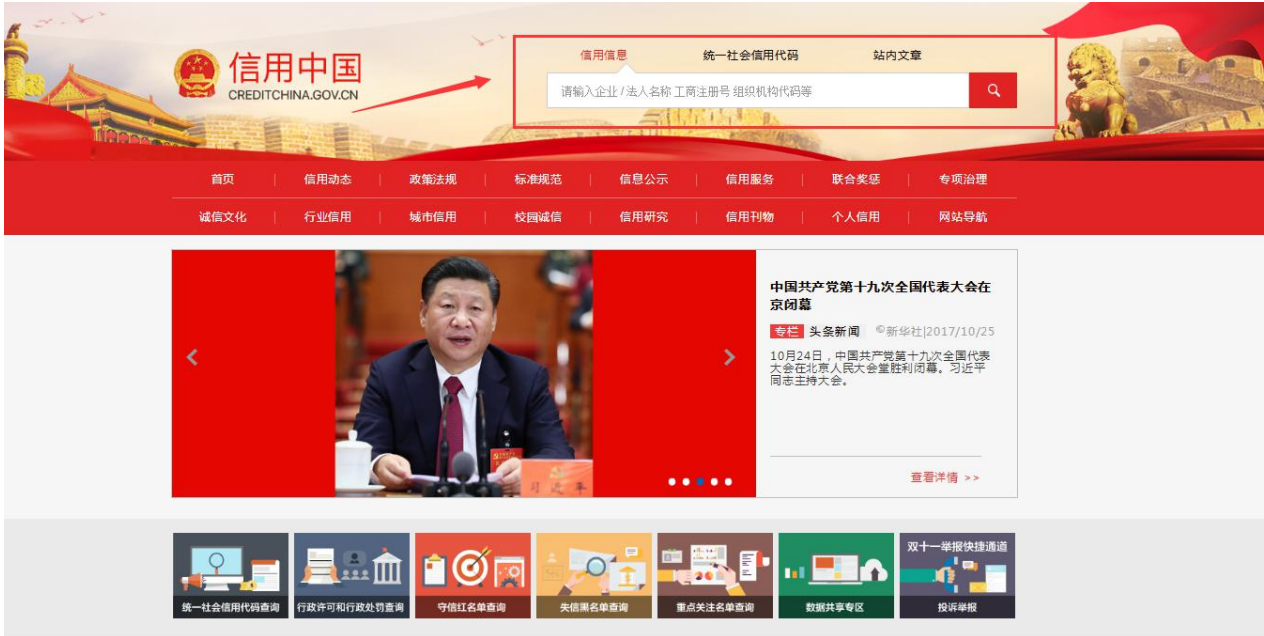 信用中国
CREDITCHINA.GOV.CN
信用信息 统一社会信用代码 站内文章
请输入企业 / 法人名称 工商注册号 组织机构代码等
首页 | 信用动态 | 政策法规 | 标准规范 | 信息公示 | 信用服务 | 联合奖惩 | 专项治理
诚信文化 | 行业信用 | 城市信用 | 校园诚信 | 信用研究 | 信用刊物 | 个人信用 | 网站导航
习近平
中国共产党第十九次全国代表大会在
京闭幕
专栏 头条新闻 ©新华社|2017/10/25
10月24日，中国共产党第十九次全国代表
大会在北京人民大会堂胜利闭幕。习近平
同志主持大会。
查看详情 >>
统一社会信用代码查询
行政许可和行政处罚查询
守信红名单查询
失信黑名单查询
重点关注名单查询
数据共享专区
双十一举报快捷通道
投诉举报